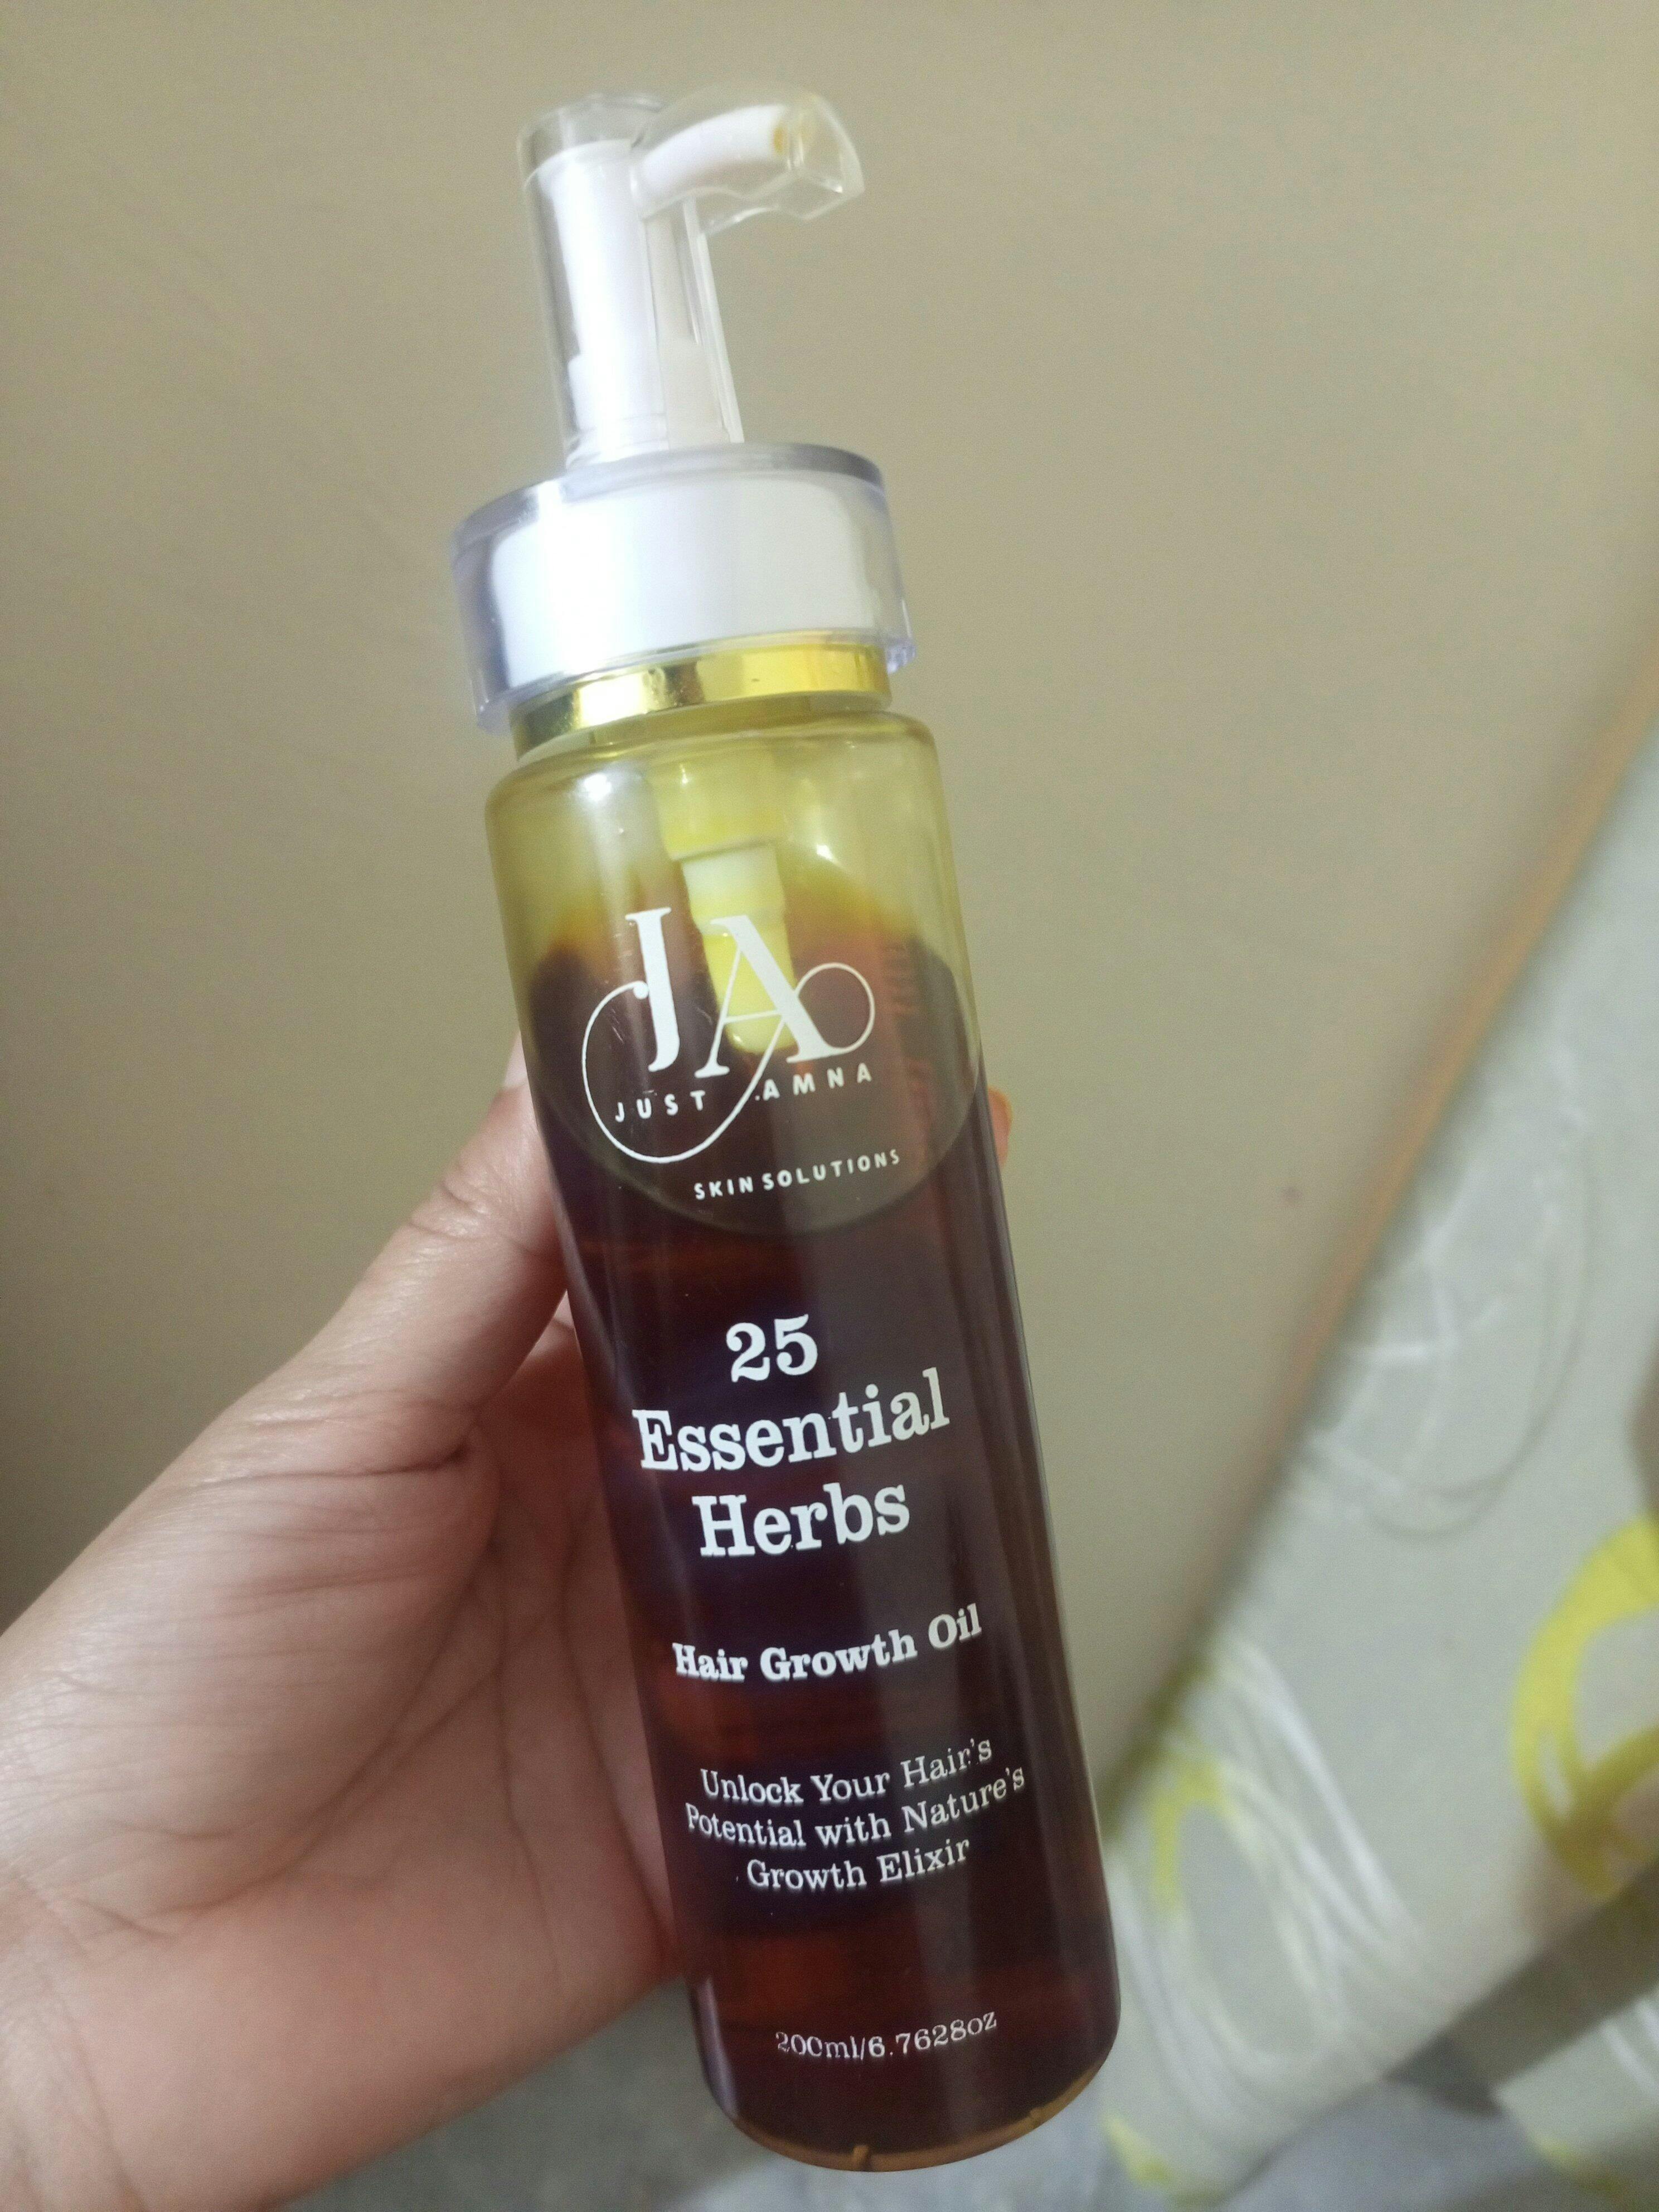 JA
JUST AMNA
SKIN SOLUTIONS
25
Essential
Herbs
Hair Growth Oil
Unlock Your Hair's
Potential with Nature's
Growth Elixir
200ml/6.7628oz